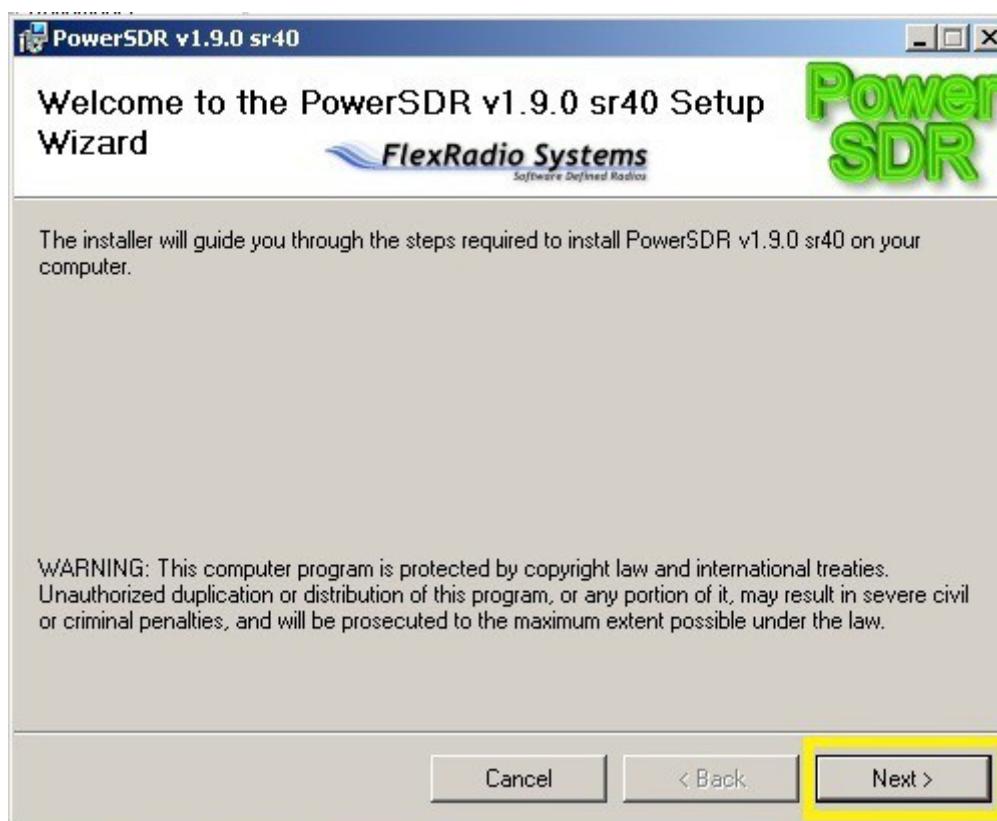 PowerSDR v1.9.0 sr40
Welcome to the PowerSDR v1.9.0 sr40 Setup
Wizard
FlexRadio Systems
Software Defined Radios
Power
SDR
The installer will guide you through the steps required to install PowerSDR v1.9.0 sr40 on your
computer.
WARNING: This computer program is protected by copyright law and international treaties.
Unauthorized duplication or distribution of this program, or any portion of it, may result in severe civil
or criminal penalties, and will be prosecuted to the maximum extent possible under the law.
Cancel
< Back
Next >